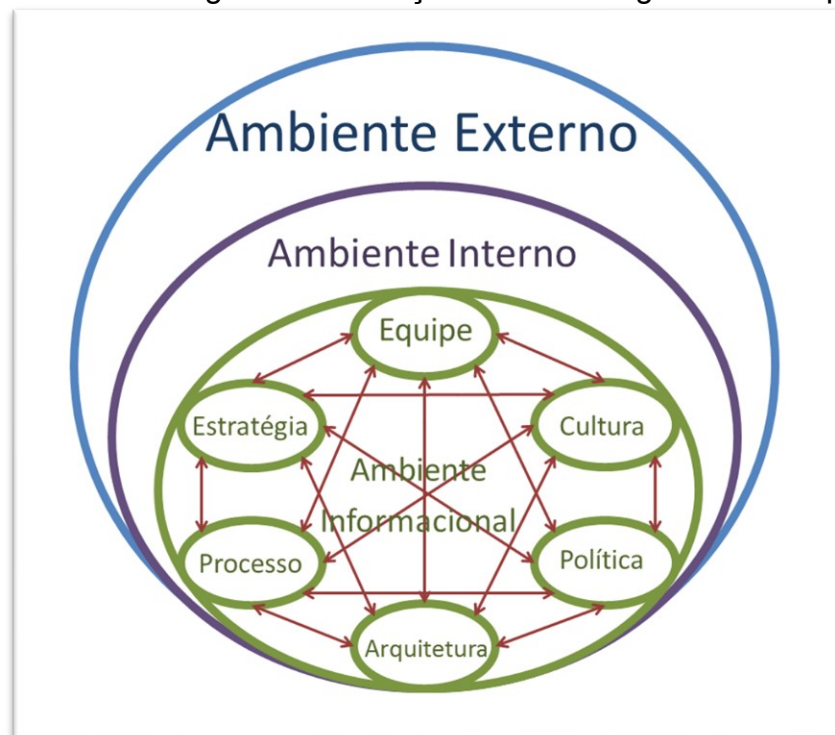 Ambiente Externo
Ambiente Interno
Equipe
Estratégia
Cultura
Ambiente
Informacional
Processo
Política
Arquitetura